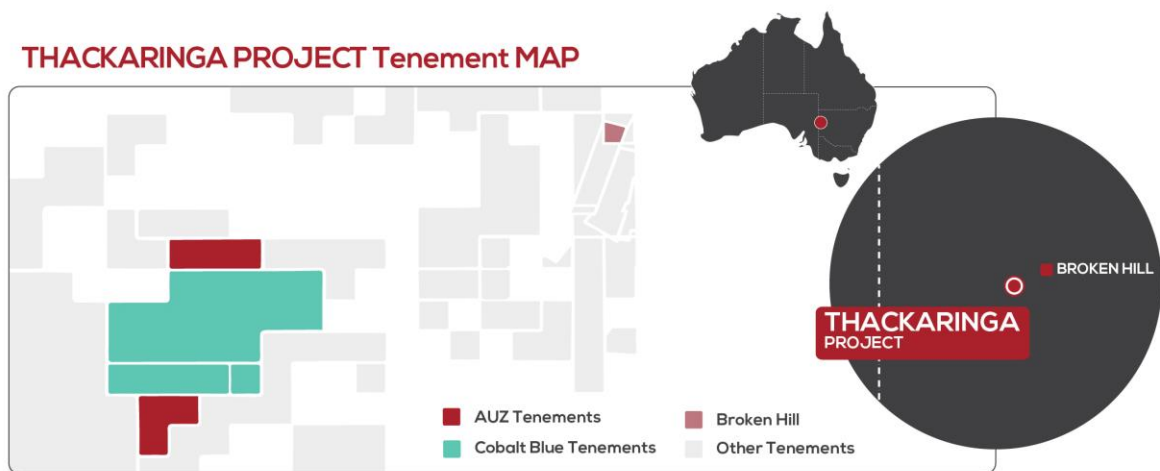 THACKARINGA PROJECT Tenement MAP
BROKEN HILL
THACKARINGA
PROJECT
AUZ Tenements
Broken Hill
Cobalt Blue Tenements
Other Tenements